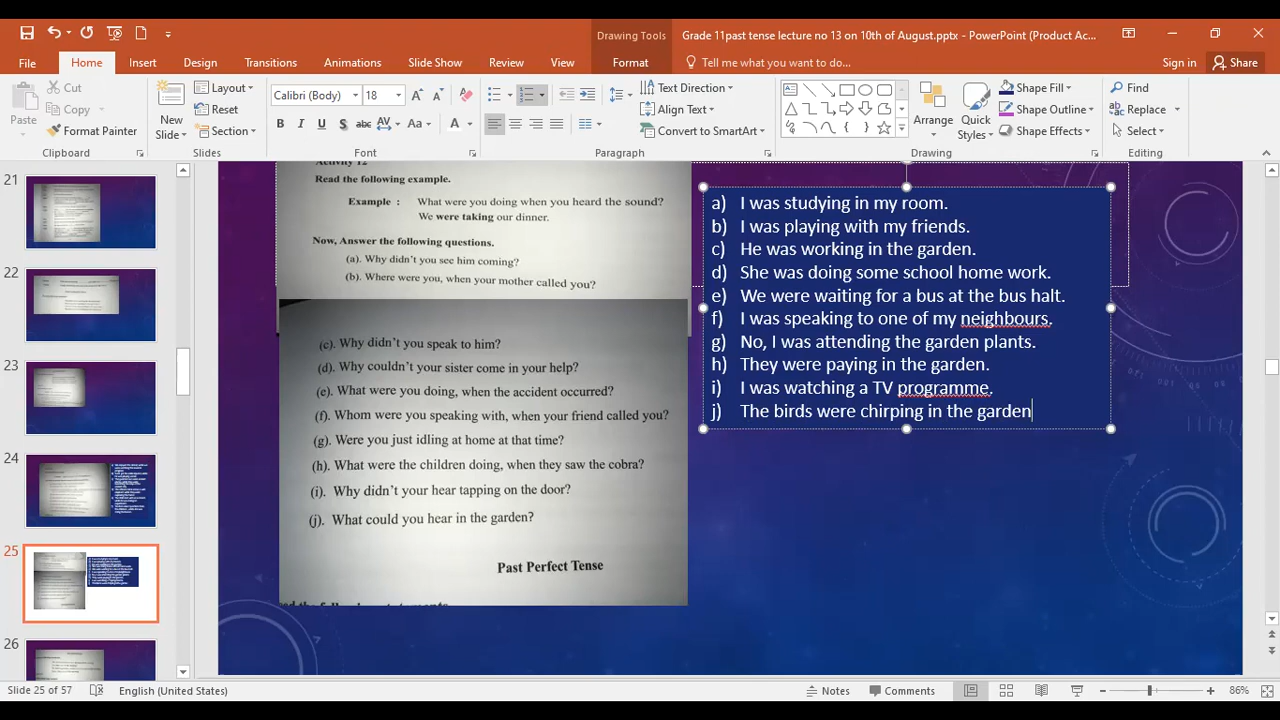 Drawing Tools
Grade 11past tense lecture no 13 on 10th of August.pptx - PowerPoint (Product Ac...
File Home Insert Design Transitions Animations Slide Show Review View Format Tell me what you want to do... Sign in Share
Cut
Copy
Paste
Format Painter
Clipboard
New Slide
Layout
Reset
Section
Slides
Calibri (Body) 18
B I U S abc AV Aa A
Font
Text Direction
Align Text
Convert to SmartArt
Paragraph
Arrange
Quick Styles
Shape Fill
Shape Outline
Shape Effects
Drawing
Find
Replace
Select
Editing
21
22
23
24
25
26
Activity 12
Read the following example.
Example : What were you doing when you heard the sound?
We were taking our dinner.
Now, Answer the following questions.
(a). Why didn't you see him coming?
(b). Where were you, when your mother called you?
(c). Why didn't you speak to him?
(d). Why couldn't your sister come in your help?
(e). What were you doing, when the accident occurred?
(f). Whom were you speaking with, when your friend called you?
(g). Were you just idling at home at that time?
(h). What were the children doing, when they saw the cobra?
(i). Why didn't your hear tapping on the door?
(j). What could you hear in the garden?
Past Perfect Tense
the following statements
a) I was studying in my room.
b) I was playing with my friends.
c) He was working in the garden.
d) She was doing some school home work.
e) We were waiting for a bus at the bus halt.
f) I was speaking to one of my neighbours.
g) No, I was attending the garden plants.
h) They were paying in the garden.
i) I was watching a TV programme.
j) The birds were chirping in the garden
Slide 25 of 57 English (United States) Notes Comments 86%